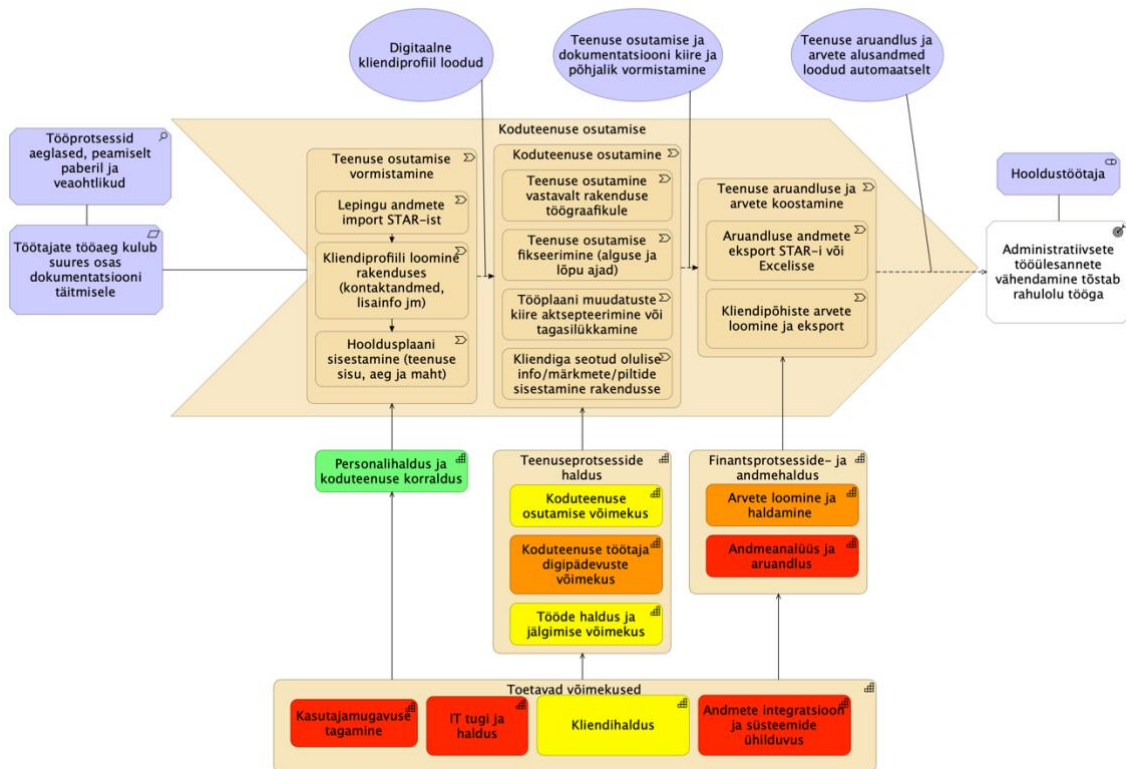 Digitaalne
kliendiprofiil loodud
Teenuse osutamise ja
dokumentatsiooni kiire ja
põhjalik vormistamine
Teenuse aruandlus ja
arvete alusandmed
loodud automaatselt
Tööprotsessid
aeglased, peamiselt
paberil ja
veaohtlikud
Töötajate tööaeg kulub
suures osas
dokumentatsiooni
täitmisele
Koduteenuse osutamise
Teenuse osutamise
vormistamine
Lepingu andmete
import STAR-ist
Kliendiprofiili loomine
rakenduses
(kontaktandmed,
lisainfo jm)
Hooldusplaani
sisestamine (teenuse
sisu, aeg ja maht)
Koduteenuse osutamine
Teenuse osutamine
vastavalt rakenduse
töögraafikule
Teenuse osutamise
fikseerimine (alguse ja
lõpu ajad)
Tööplaani muudatuste
kiire aktsepteerimine või
tagasilükkamine
Kliendiga seotud olulise
info/märkmete/piltide
sisestamine rakendusse
Teenuse aruandluse ja
arvete koostamine
Aruandluse andmete
eksport STAR-i või
Excelisse
Kliendipõhiste arvete
loomine ja eksport
Hooldustöötaja
Administratiivsete
tööülesannete
vähendamine tõstab
rahulolu tööga
Personalihaldus ja
koduteenuse korraldus
Teenuseprotsesside
haldus
Koduteenuse
osutamise võimekus
Koduteenuse töötaja
digipädevuste
võimekus
Tööde haldus ja
jälgimise võimekus
Finantsprotsesside- ja
andmehaldus
Arvete loomine ja
haldamine
Andmeanalüüs ja
aruandlus
Toetavad võimekused
Kasutajamugavuse
tagamine
IT tugi ja
haldus
Kliendihaldus
Andmete integratsioon
ja süsteemide
ühilduvus